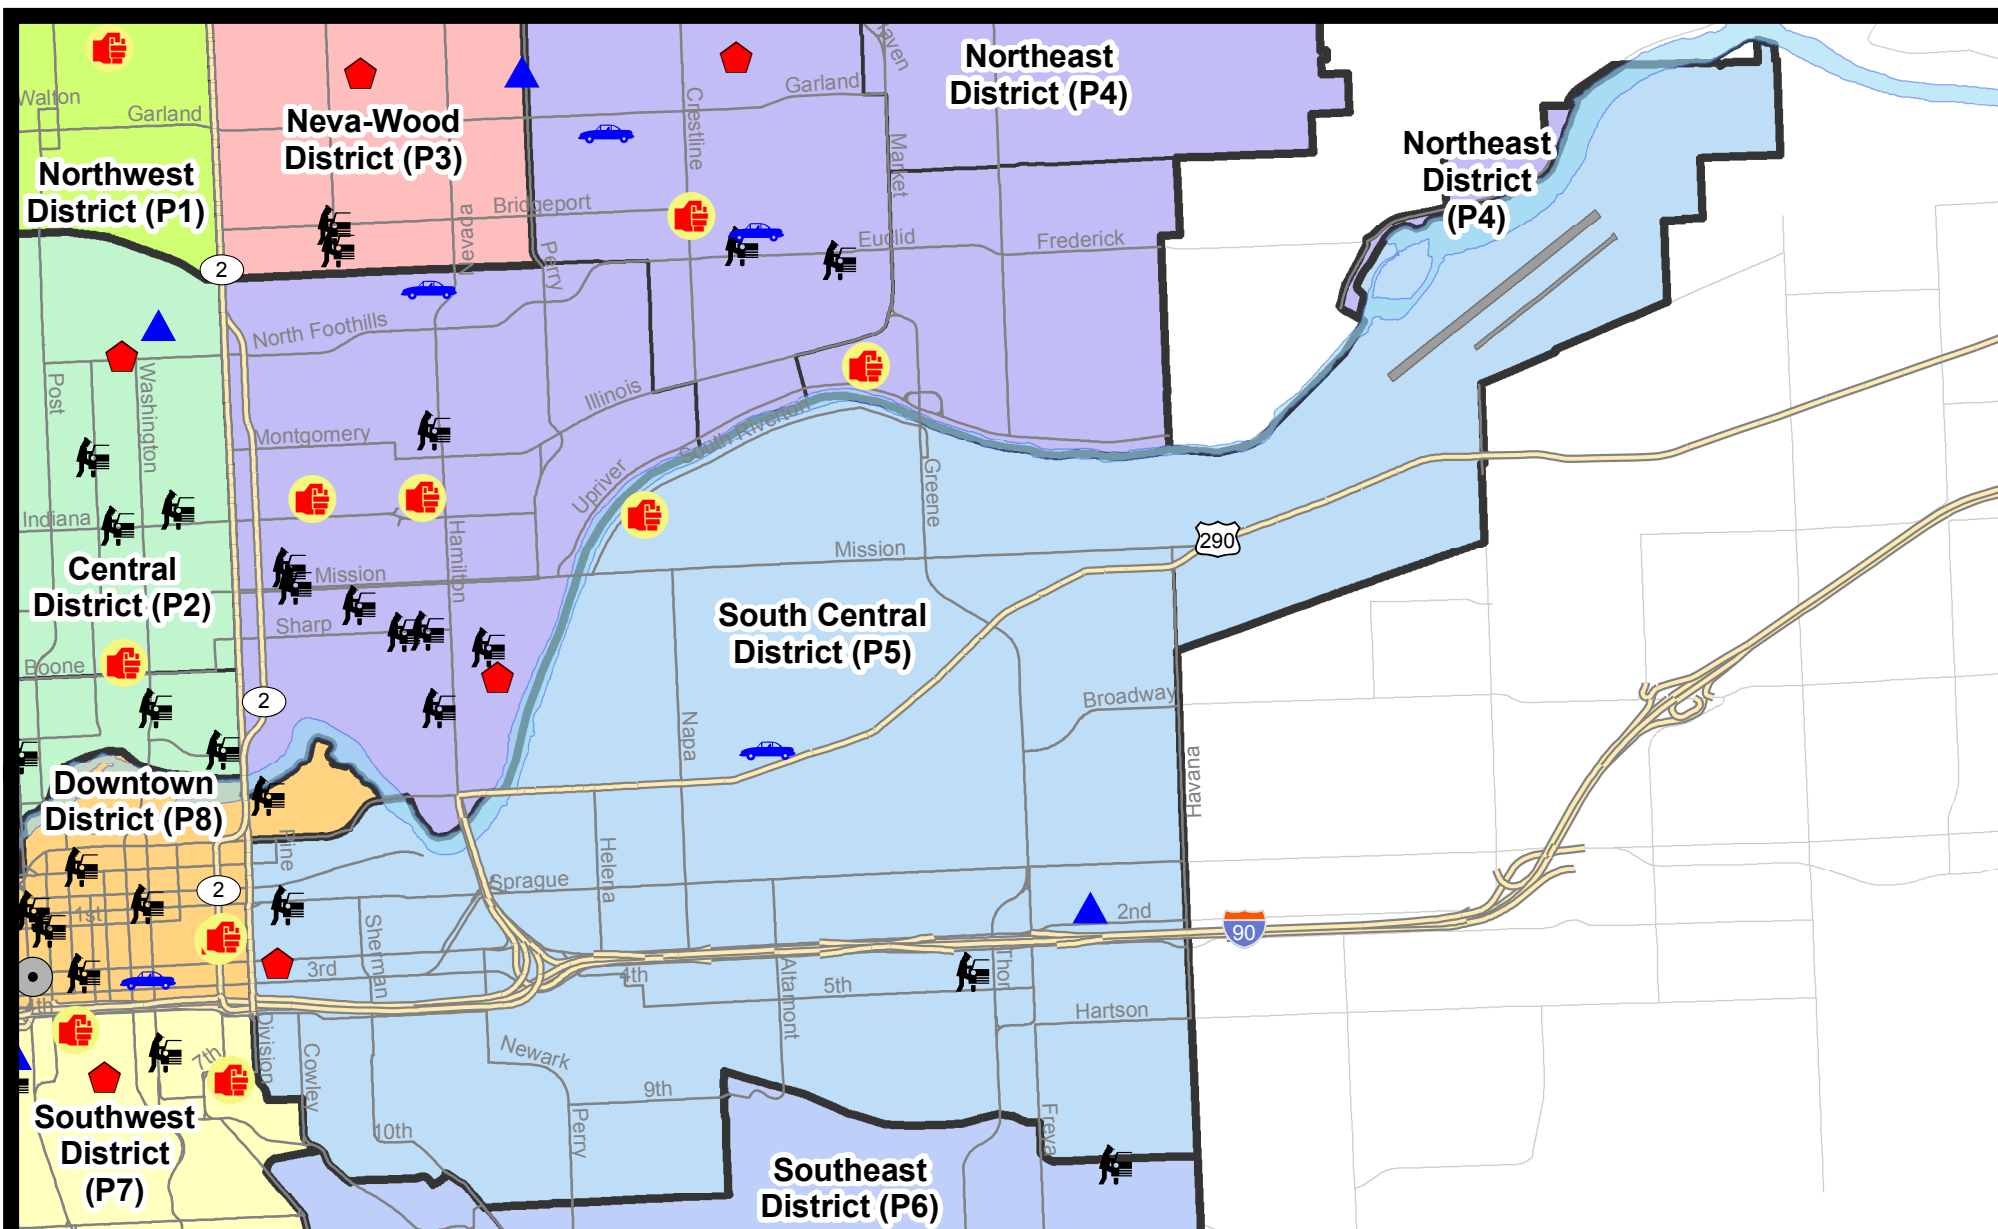 Northeast
District (P4)
Garland
Crestline
Walton
Garland
Neva-Wood
District (P3)
Market
Northeast
District
(P4)
Northwest
District (P1)
Bridgeport
Nevada
Perry
Euclid
Frederick
2
North Foothills
Post
Washington
Illinois
South Riverton
Montgomery
Upriver
Greene
Indiana
Hamilton
Mission
290
Central
District (P2)
Mission
South Central
District (P5)
Sharp
Boone
2
Broadway
Napa
Havana
Downtown
District (P8)
Pine
Helena
Sprague
2
1st
Sherman
2nd
90
3rd
4th
Altamont
5th
Thor
Hartson
Division
Cowley
Newark
7th
9th
Perry
Freya
10th
Southwest
District
(P7)
Southeast
District (P6)